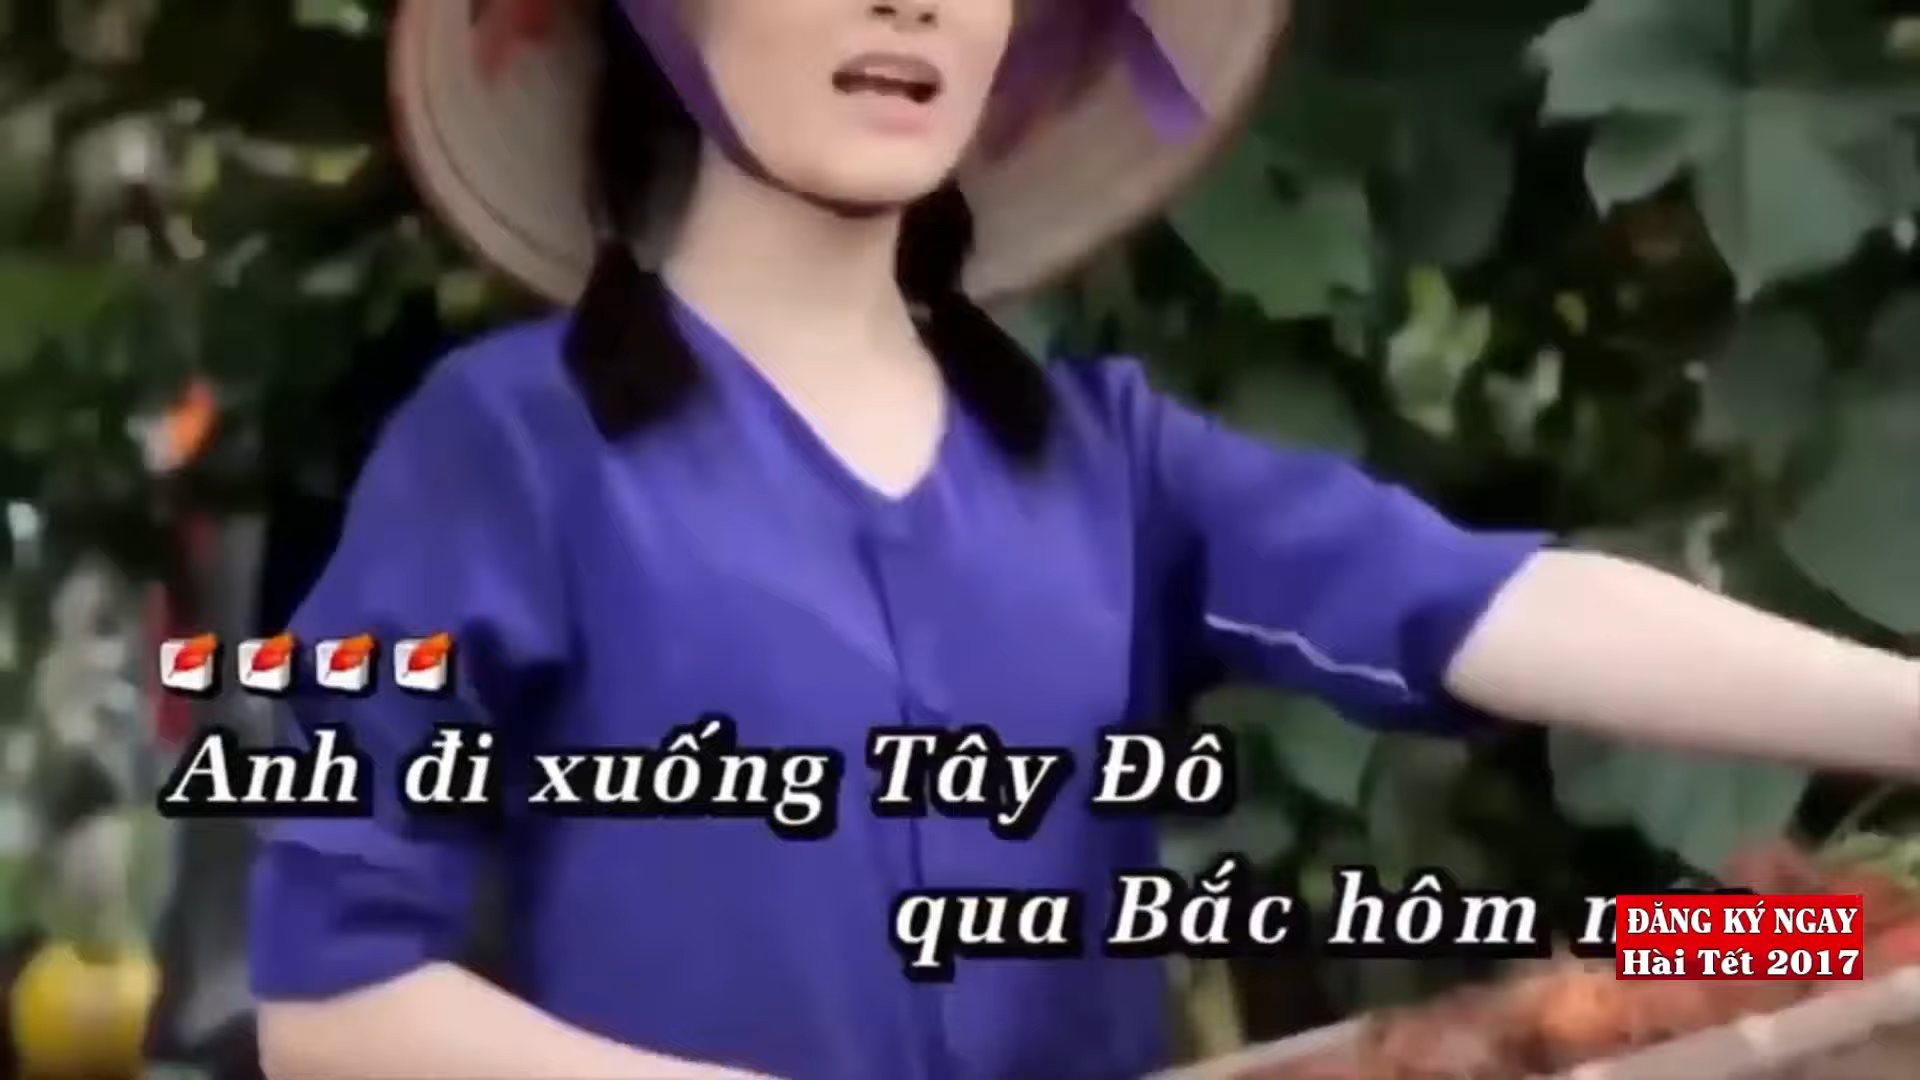 Anh đi xuống Tây Đô
qua Bắc hôm
ĐĂNG KÝ NGAY
Hài Tết 2017